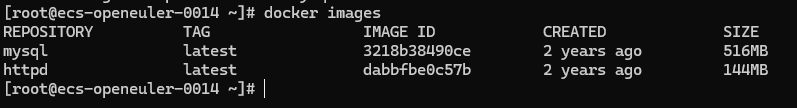 [root@ecs-openeuler-0014 ~]# docker images
REPOSITORY TAG IMAGE ID CREATED SIZE
mysql latest 3218b38490ce 2 years ago 516MB
httpd latest dabbfbe0c57b 2 years ago 144MB
[root@ecs-openeuler-0014 ~]#